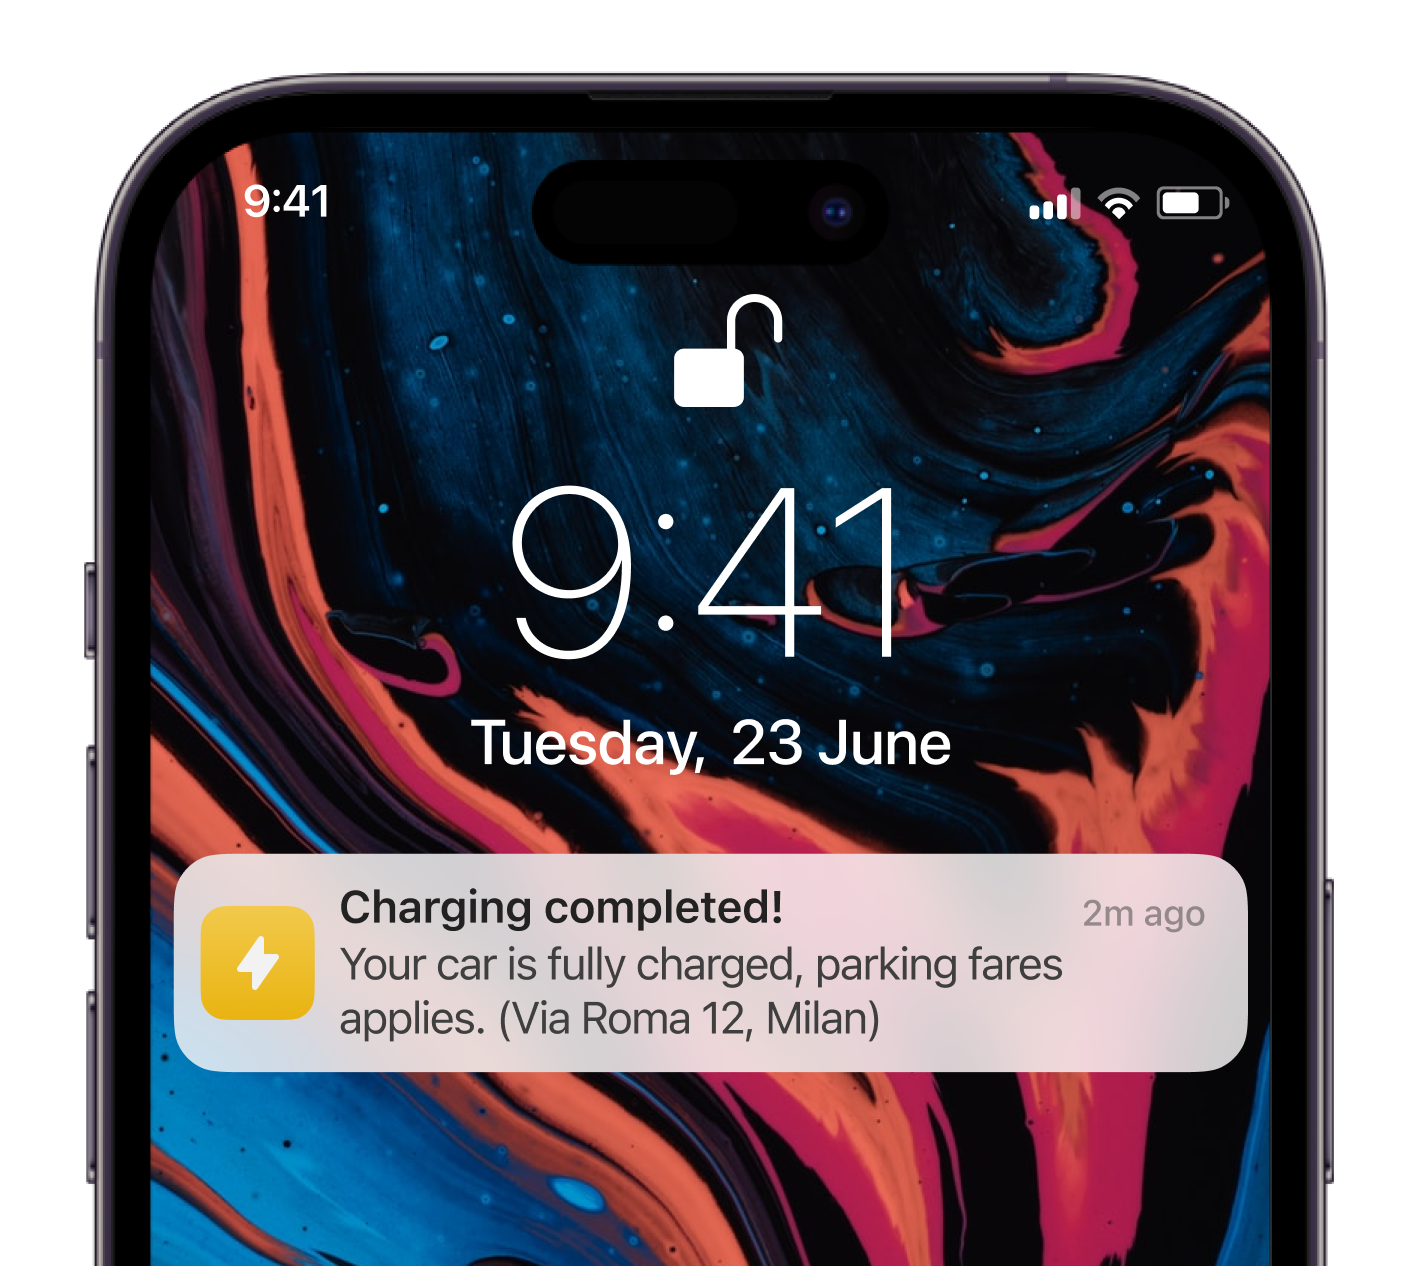 9:41
9:41
Tuesday, 23 June
Charging completed!
2m ago
Your car is fully charged, parking fares
applies. (Via Roma 12, Milan)